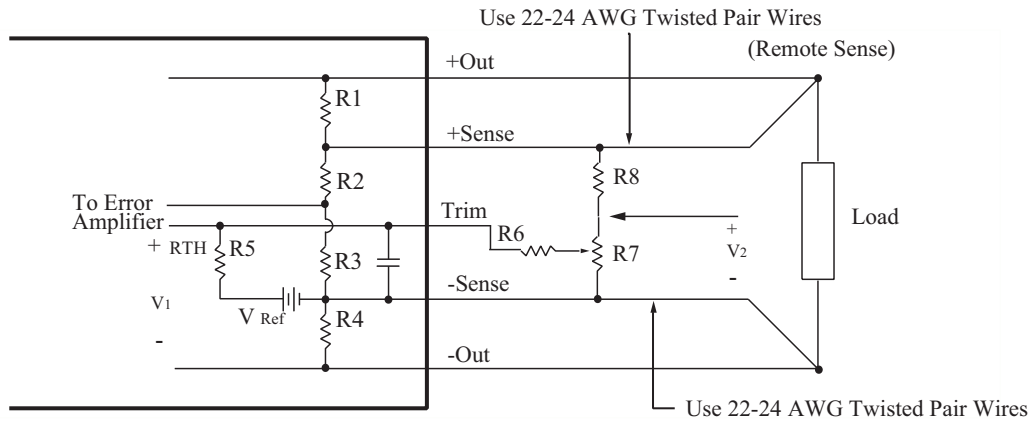 Use 22-24 AWG Twisted Pair Wires
(Remote Sense)
+Out
R1
+Sense
R2
R8
To Error
Amplifier
Trim
R6
Load
+ RTH
R5
R3
R7
+
V2
-
-Sense
V1
V Ref
R4
-
-Out
Use 22-24 AWG Twisted Pair Wires